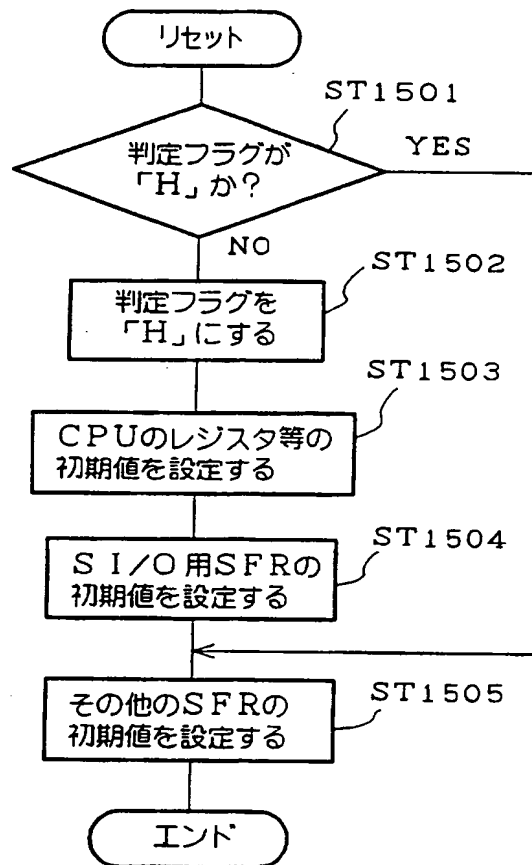 リセット
ST1501
判定フラグが
「H」か?
YES
NO
ST1502
判定フラグを
「H」にする
ST1503
CPUのレジスタ等の
初期値を設定する
ST1504
SI/O用SFRの
初期値を設定する
ST1505
その他のSFRの
初期値を設定する
エンド